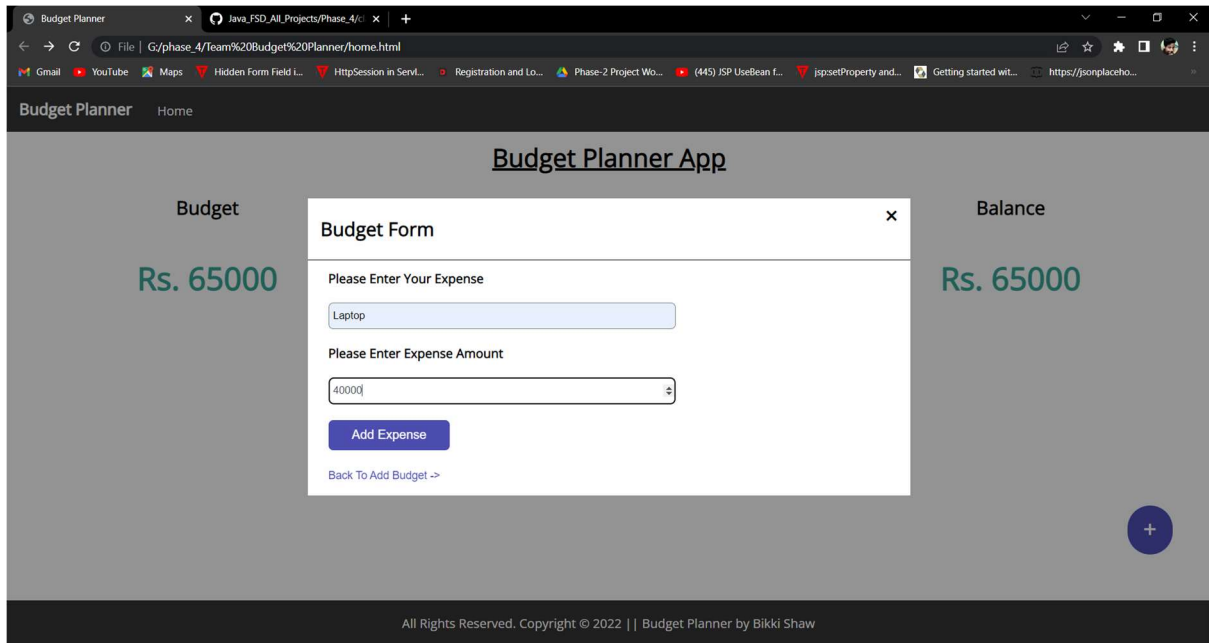 Budget Planner
Java_FSD_All_Projects/Phase_4/cl
File | G:/phase_4/Team%20Budget%20Planner/home.html
Gmail YouTube Maps Hidden Form Field i... HttpSession in Servl... Registration and Lo... Phase-2 Project Wo... (445) JSP UseBean f... jsp:setProperty and... Getting started wit... https://jsonplaceho...
Budget Planner Home
Budget Planner App
Budget
Balance
Rs. 65000
Rs. 65000
Budget Form
Please Enter Your Expense
Laptop
Please Enter Expense Amount
40000
Add Expense
Back To Add Budget ->
+
All Rights Reserved. Copyright © 2022 || Budget Planner by Bikki Shaw